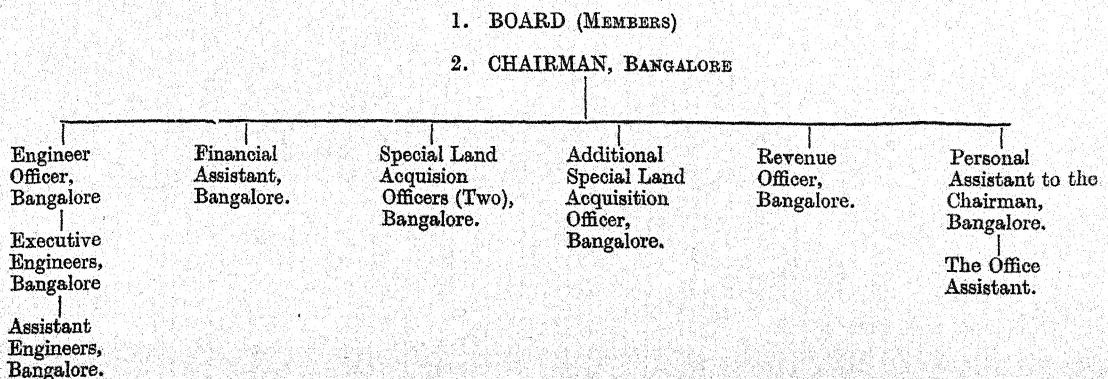 1. BOARD (MEMBERS)
2. CHAIRMAN, BANGALORE
Engineer
Officer,
Bangalore
Executive
Engineers,
Bangalore
Assistant
Engineers,
Bangalore.
Financial
Assistant,
Bangalore.
Special Land
Acquision
Officers (Two),
Bangalore.
Additional
Special Land
Acquisition
Officer,
Bangalore.
Revenue
Officer,
Bangalore.
Personal
Assistant to the
Chairman,
Bangalore.
The Office
Assistant.